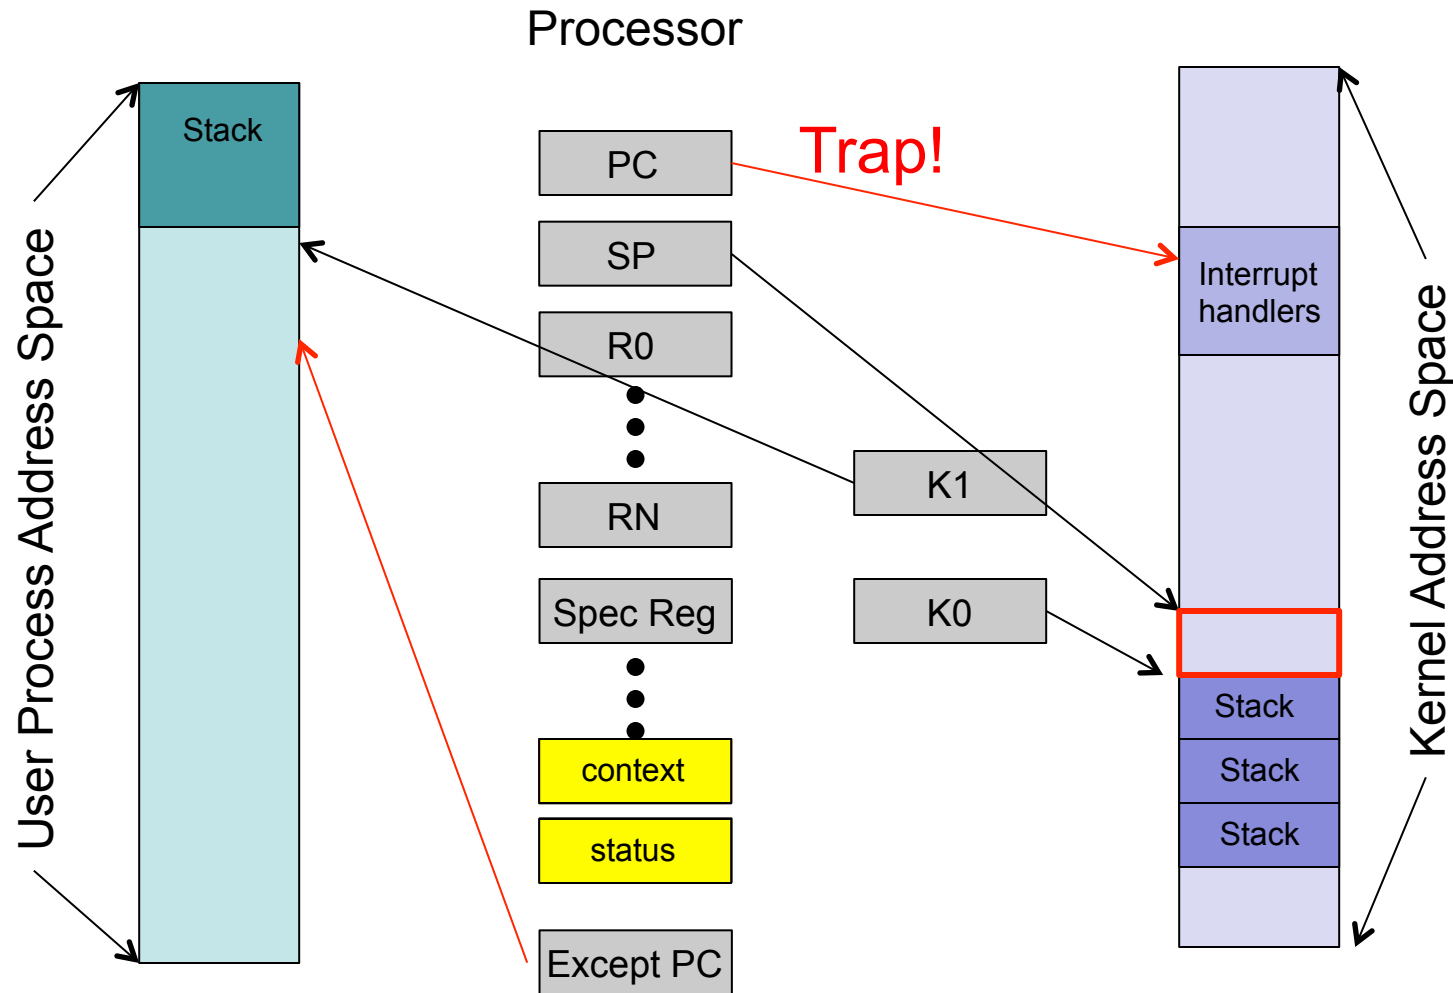 Processor
User Process Address Space
Stack
PC
Trap!
SP
R0
RN
Spec Reg
context
status
Except PC
K1
K0
Interrupt
handlers
Stack
Stack
Stack
Kernel Address Space